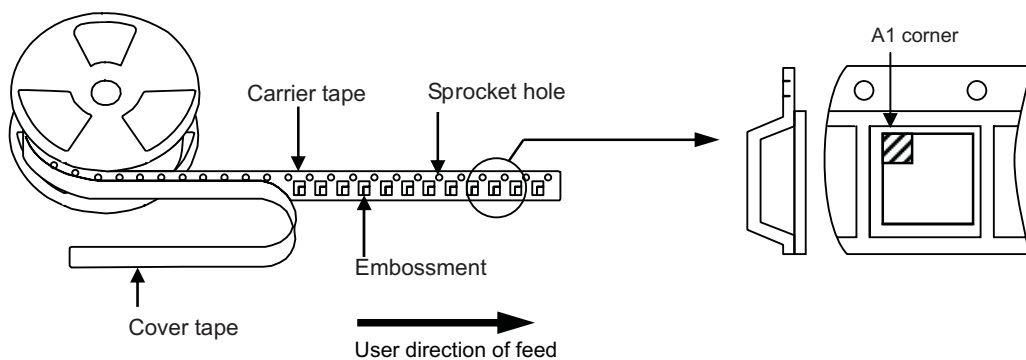 A1 corner
Carrier tape
Sprocket hole
Embossment
Cover tape
User direction of feed